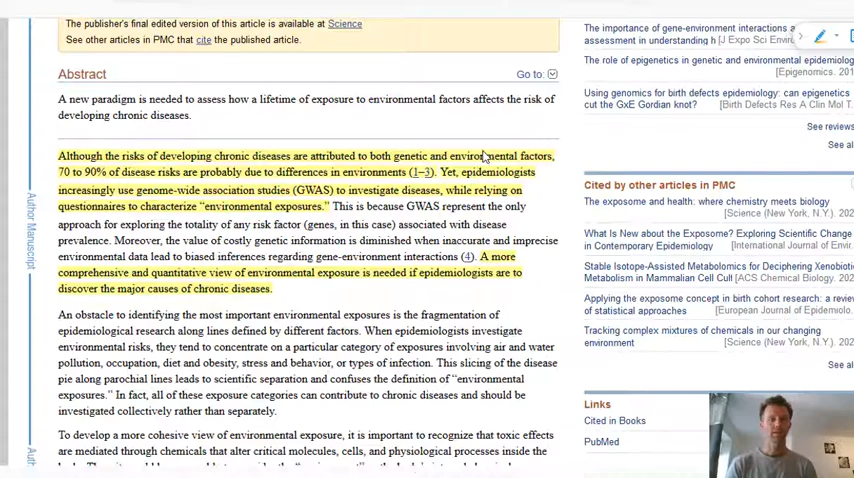 The publisher's final edited version of this article is available at Science
See other articles in PMC that cite the published article.
Abstract
Go to:
A new paradigm is needed to assess how a lifetime of exposure to environmental factors affects the risk of
developing chronic diseases.
Although the risks of developing chronic diseases are attributed to both genetic and environmental factors,
70 to 90% of disease risks are probably due to differences in environments (1–3). Yet, epidemiologists
increasingly use genome-wide association studies (GWAS) to investigate diseases, while relying on
questionnaires to characterize “environmental exposures.” This is because GWAS represent the only
approach for exploring the totality of any risk factor (genes, in this case) associated with disease
prevalence. Moreover, the value of costly genetic information is diminished when inaccurate and imprecise
environmental data lead to biased inferences regarding gene-environment interactions (4). A more
comprehensive and quantitative view of environmental exposure is needed if epidemiologists are to
discover the major causes of chronic diseases.
An obstacle to identifying the most important environmental exposures is the fragmentation of
epidemiological research along lines defined by different factors. When epidemiologists investigate
environmental risks, they tend to concentrate on a particular category of exposures involving air and water
pollution, occupation, diet and obesity, stress and behavior, or types of infection. This slicing of the disease
pie along parochial lines leads to scientific separation and confuses the definition of “environmental
exposures.” In fact, all of these exposure categories can contribute to chronic diseases and should be
investigated collectively rather than separately.
To develop a more cohesive view of environmental exposure, it is important to recognize that toxic effects
are mediated through chemicals that alter critical molecules, cells, and physiological processes inside the
Author Manuscript
Auth
The importance of gene-environment interactions
assessment in understanding h [J Expo Sci Envir
The role of epigenetics in genetic and environmental epidemiolog
[Epigenomics. 201
Using genomics for birth defects epidemiology: can epigenetics
cut the GxE Gordian knot? [Birth Defects Res A Clin Mol T
See reviews
See al
Cited by other articles in PMC
The exposome and health: where chemistry meets biology
[Science (New York, N.Y.). 202
What Is New about the Exposome? Exploring Scientific Change
in Contemporary Epidemiology [International Journal of Envir
Stable Isotope-Assisted Metabolomics for Deciphering Xenobiotic
Metabolism in Mammalian Cell Cult [ACS Chemical Biology. 202
Applying the exposome concept in birth cohort research: a review
of statistical approaches [European Journal of Epidemiolo
Tracking complex mixtures of chemicals in our changing
environment [Science (New York, N.Y.). 202
See al
Links
Cited in Books
PubMed